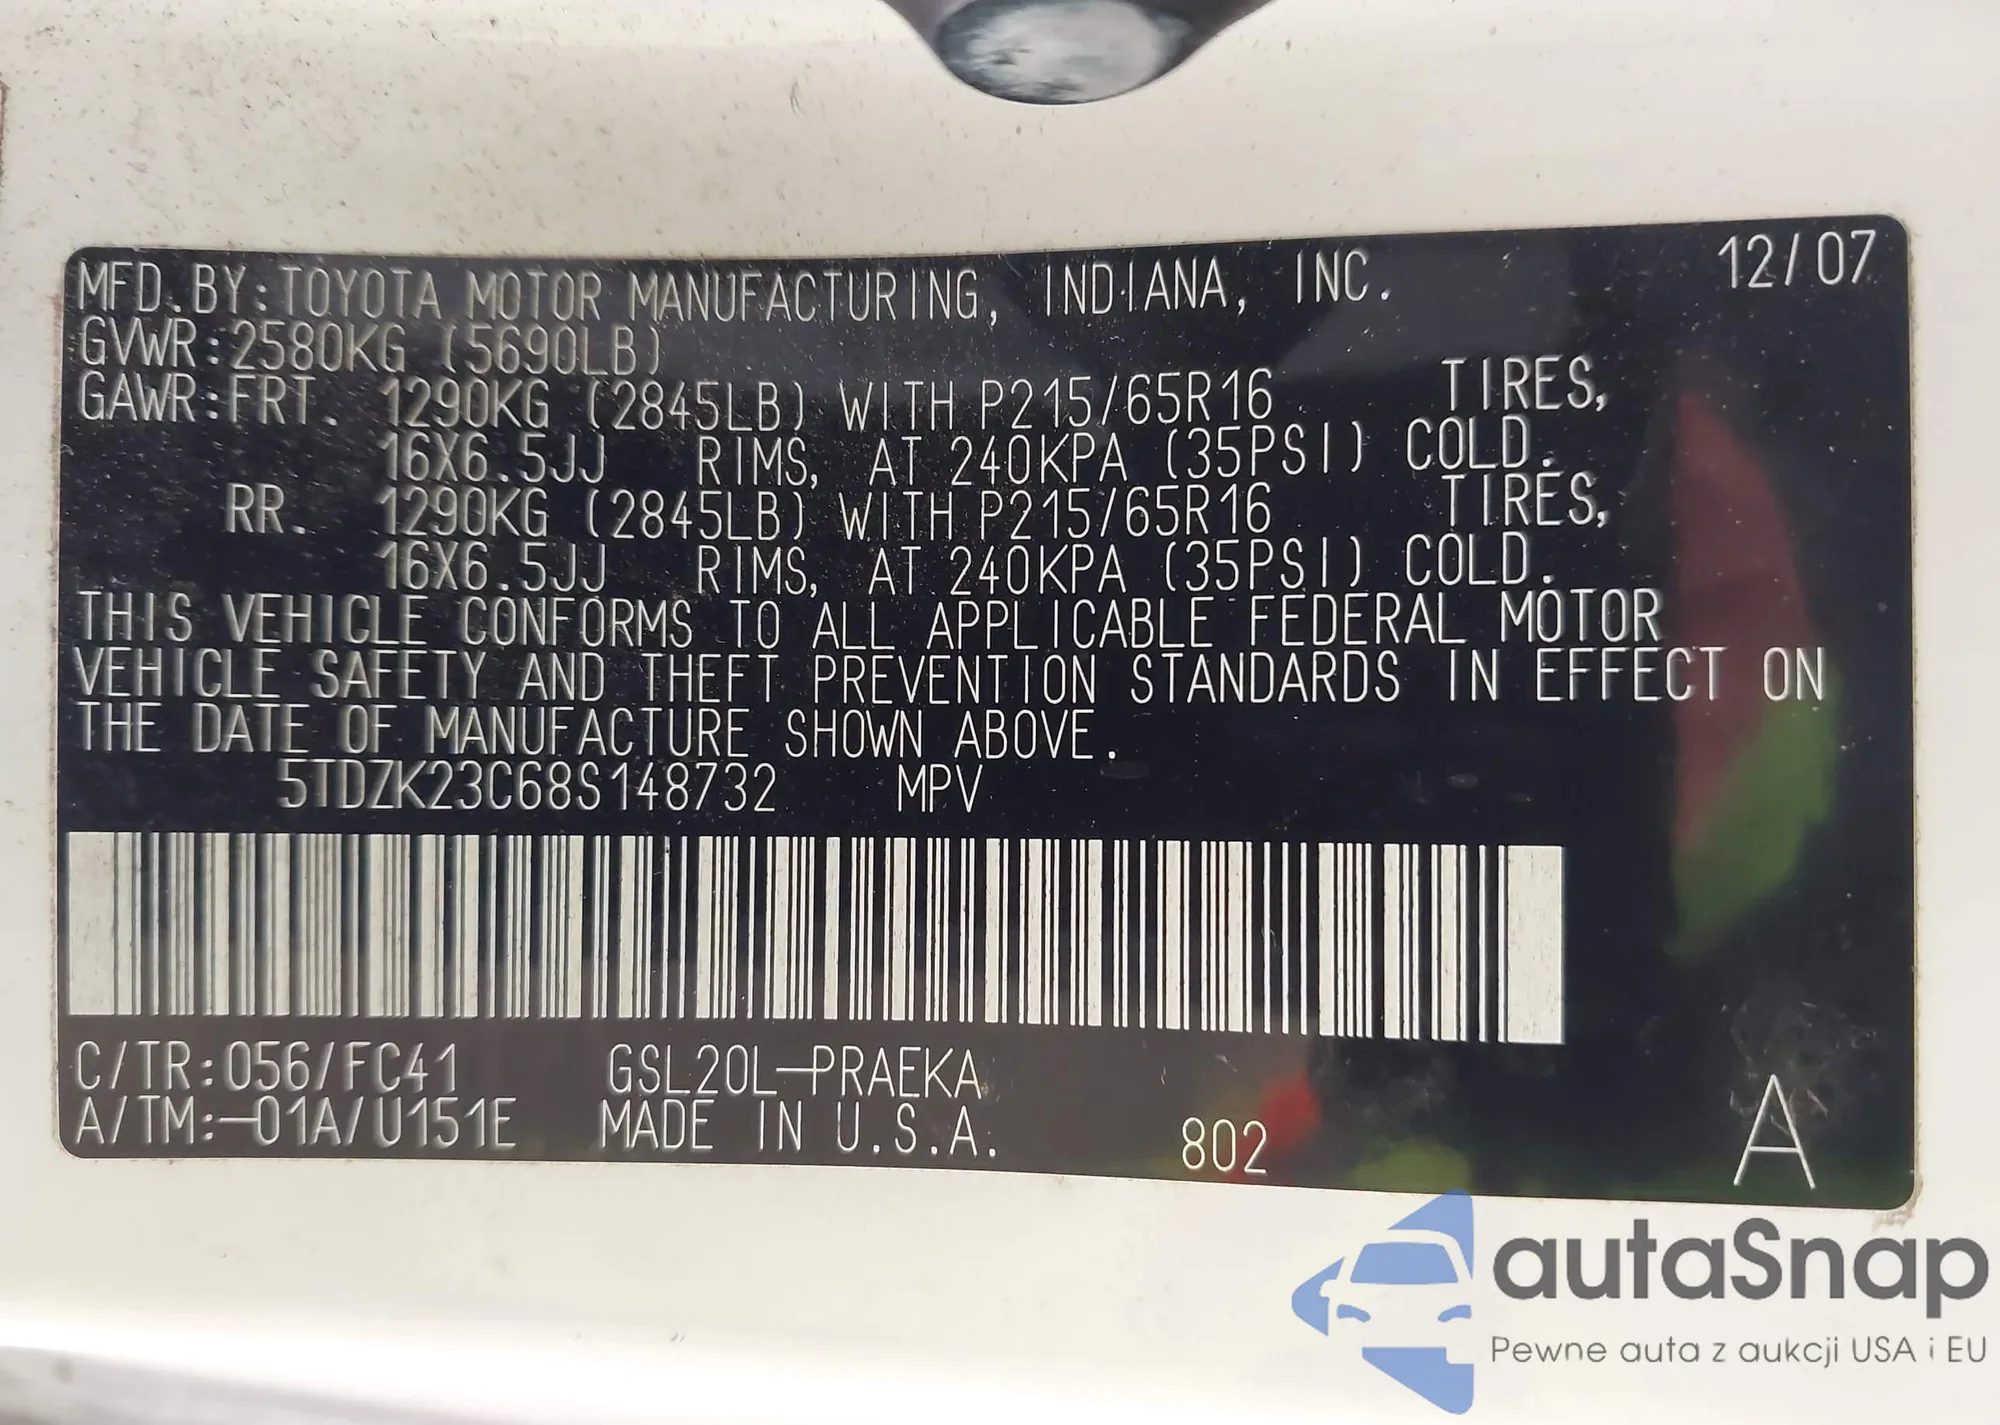 MFD.BY:TOYOTA MOTOR MANUFACTURING, INDIANA, INC. 12/07
GVWR:2580KG (5690LB)
GAWR:FRT. 1290KG (2845LB) WITH P215/65R16 TIRES,
16X6.5JJ RIMS, AT 240KPA (35PSI) COLD.
RR. 1290KG (2845LB) WITH P215/65R16 TIRES,
16X6.5JJ RIMS, AT 240KPA (35PSI) COLD.
THIS VEHICLE CONFORMS TO ALL APPLICABLE FEDERAL MOTOR
VEHICLE SAFETY AND THEFT PREVENTION STANDARDS IN EFFECT ON
THE DATE OF MANUFACTURE SHOWN ABOVE.
5TDZK23C68S148732 MPV
C/TR:056/FC41 GSL20L-PRAEKA
A/TM:-01A/U151E MADE IN U.S.A. 802 A
autaSnap
Pewne auta z aukcji USA i EU